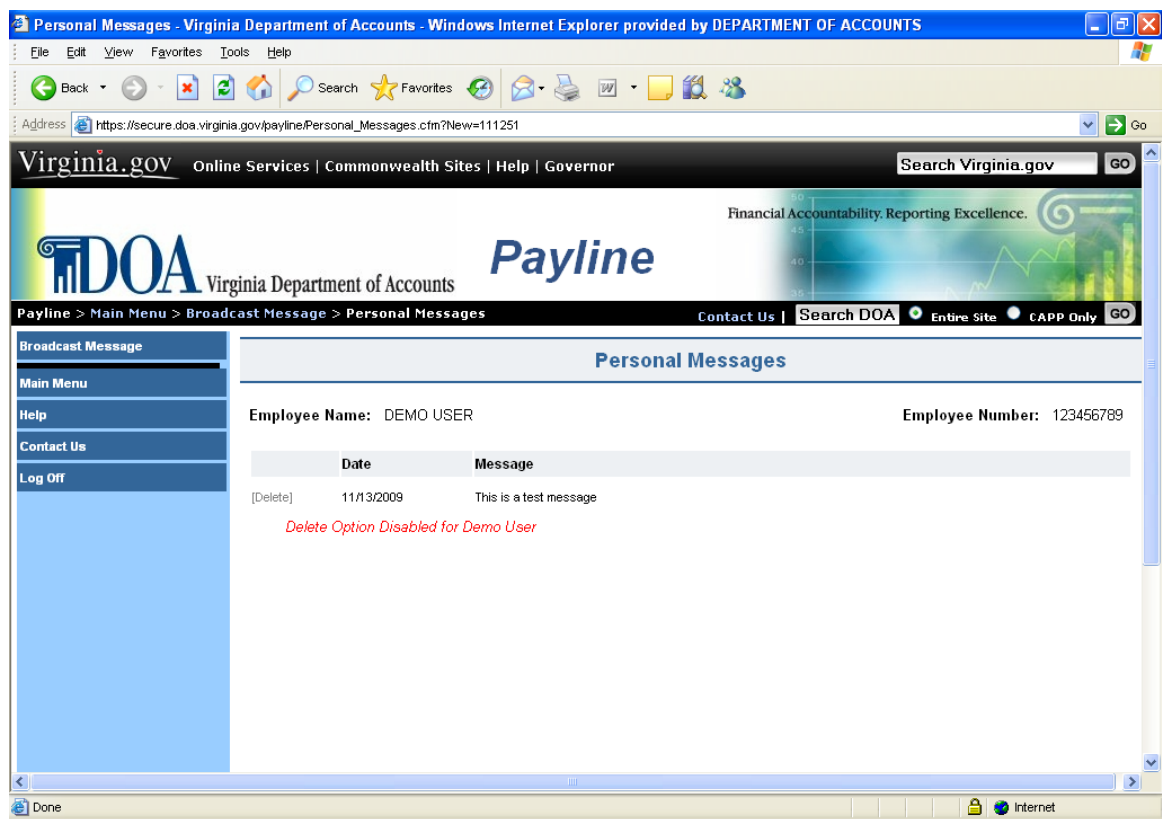 Personal Messages - Virginia Department of Accounts - Windows Internet Explorer provided by DEPARTMENT OF ACCOUNTS
File Edit View Favorites Tools Help
Back Search Favorites
Address https://secure.doa.virginia.gov/payline/Personal_Messages.cfm?New=111251 Go
Virginia.gov Online Services | Commonwealth Sites | Help | Governor Search Virginia.gov GO
50
Financial Accountability. Reporting Excellence.
45
DOA Virginia Department of Accounts Payline
40
35
Payline > Main Menu > Broadcast Message > Personal Messages Contact Us | Search DOA Entire Site CAPP Only GO
Broadcast Message
Personal Messages
Main Menu
Help
Employee Name: DEMO USER Employee Number: 123456789
Contact Us
Date Message
Log Off
[Delete] 11/13/2009 This is a test message
Delete Option Disabled for Demo User
Done Internet